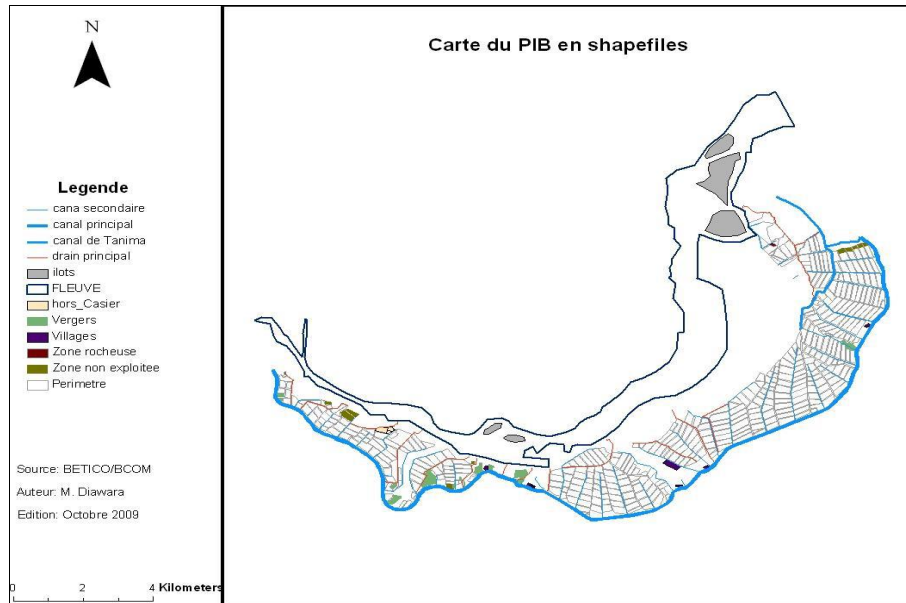 N
Carte du PIB en shapefiles
Legende
cana secondaire
canal principal
canal de Tanima
drain principal
ilots
FLEUVE
hors_Casier
Vergers
Villages
Zone rocheuse
Zone non exploitee
Perimetre
Source: BETICO/BCOM
Auteur: M. Diawara
Edition: Octobre 2009
0 2 4 Kilometers